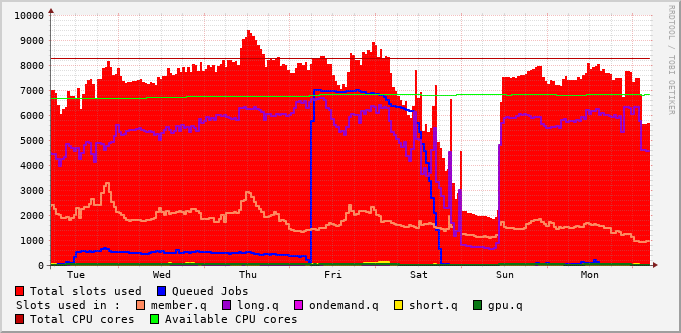 10000
9000
8000
7000
6000
5000
4000
3000
2000
1000
0
Tue Wed Thu Fri Sat Sun Mon
RRDTOOL / TOBI OETIKER
Total slots used Queued Jobs
Slots used in : member.q long.q ondemand.q short.q gpu.q
Total CPU cores Available CPU cores